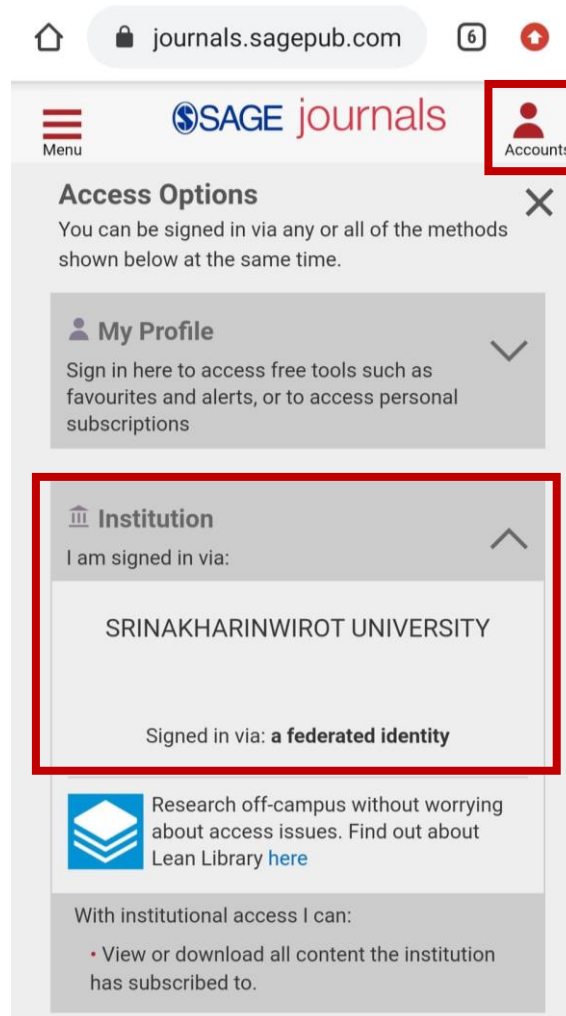 journals.sagepub.com
6
Menu
SSAGE journals
Accounts
Access Options
You can be signed in via any or all of the methods
shown below at the same time.
My Profile
Sign in here to access free tools such as
favourites and alerts, or to access personal
subscriptions
Institution
I am signed in via:
SRINAKHARINWIROT UNIVERSITY
Signed in via: a federated identity
Research off-campus without worrying
about access issues. Find out about
Lean Library here
With institutional access I can:
• View or download all content the institution
has subscribed to.